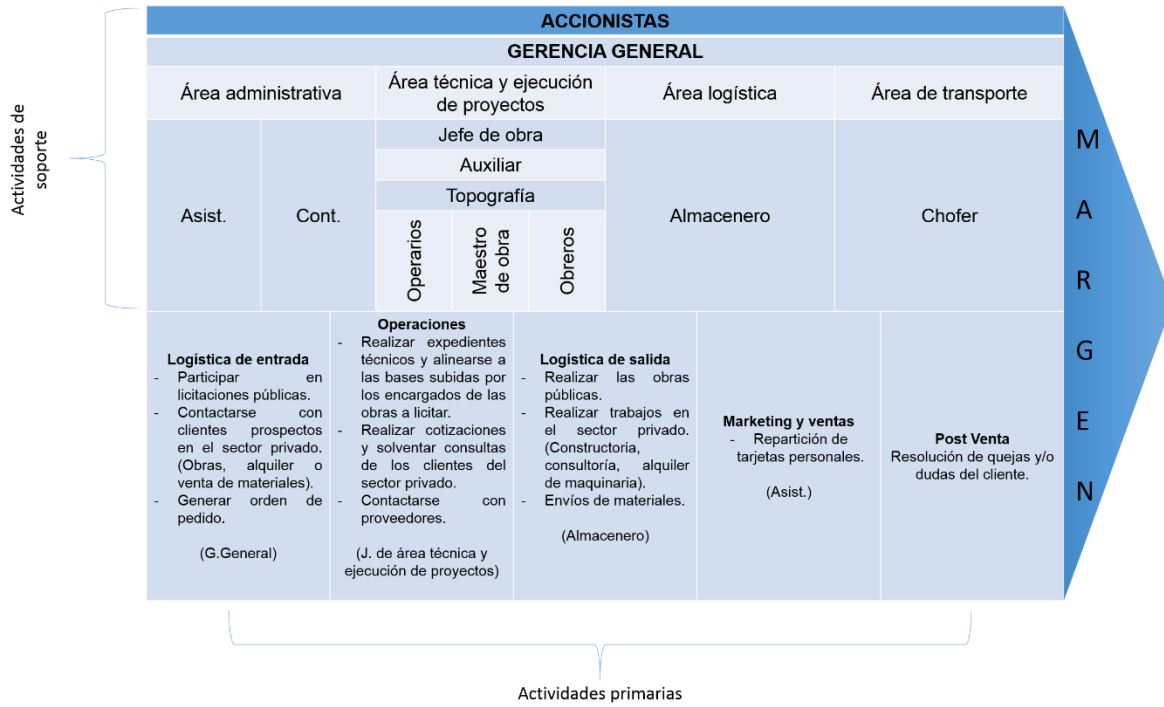 ACCIONISTAS
GERENCIA GENERAL
Área administrativa
Área técnica y ejecución
de proyectos
Área logística
Área de transporte
Actividades de
soporte
Asist.
Cont.
Jefe de obra
Auxiliar
Topografía
Operarios
Maestro
de obra
Obreros
Almacenero
Chofer
M
A
R
G
E
N
Logística de entrada
- Participar en
licitaciones públicas.
- Contactarse con
clientes prospectos
en el sector privado.
(Obras, alquiler o
venta de materiales).
- Generar orden de
pedido.
(G.General)
Operaciones
- Realizar expedientes
técnicos y alinearse a
las bases subidas por
los encargados de las
obras a licitar.
- Realizar cotizaciones
y solventar consultas
de los clientes del
sector privado.
- Contactarse con
proveedores.
(J. de área técnica y
ejecución de proyectos)
Logística de salida
- Realizar las obras
públicas.
- Realizar trabajos en
el sector privado.
(Constructoria,
consultoría, alquiler
de maquinaria).
- Envíos de materiales.
(Almacenero)
Marketing y ventas
- Repartición de
tarjetas personales.
(Asist.)
Post Venta
Resolución de quejas y/o
dudas del cliente.
Actividades primarias